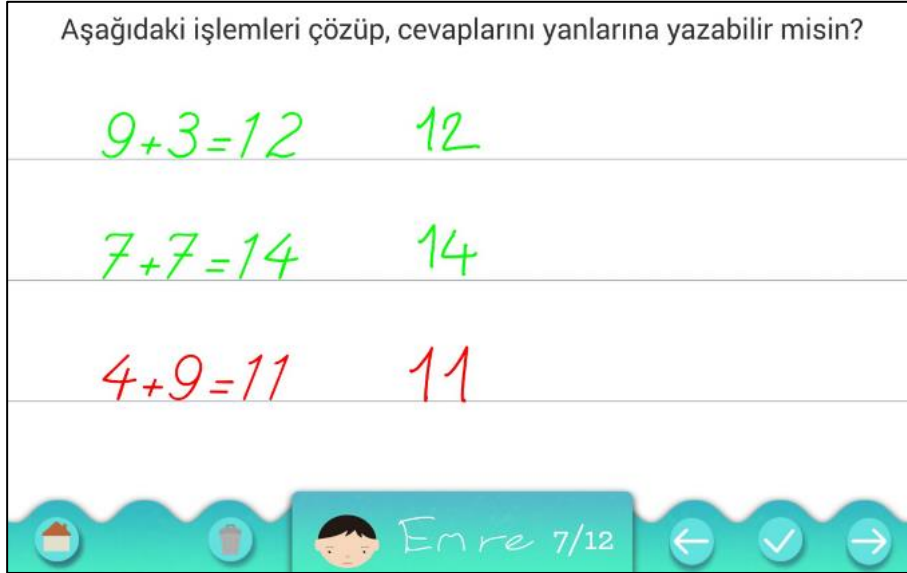 Aşağıdaki işlemleri çözüp, cevaplarını yanlarına yazabilir misin?
9+3=12 12
7+7=14 14
4+9=11 11
Emre 7/12